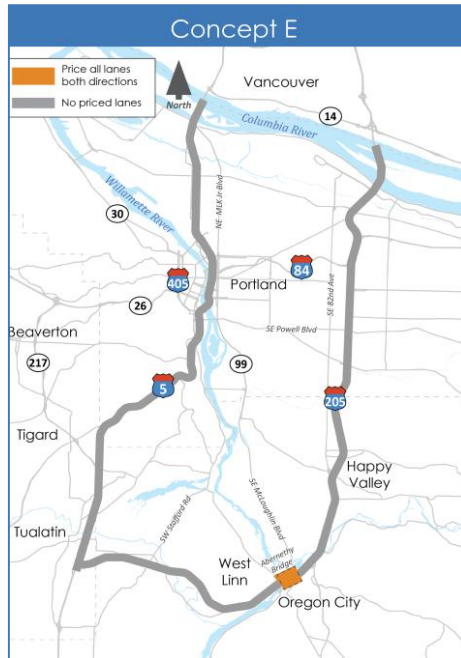 Concept E
Price all lanes
both directions
No priced lanes
North
Vancouver
14
Columbia River
Willamette River
NE MLK Jr Blvd
30
405
84
Portland
SE 82nd Ave
26
Beaverton
SE Powell Blvd
217
99
5
205
Tigard
Happy
Valley
SE McLoughlin Blvd
SW Stafford Rd
Tualatin
West
Linn
Abernethy
Bridge
Oregon City